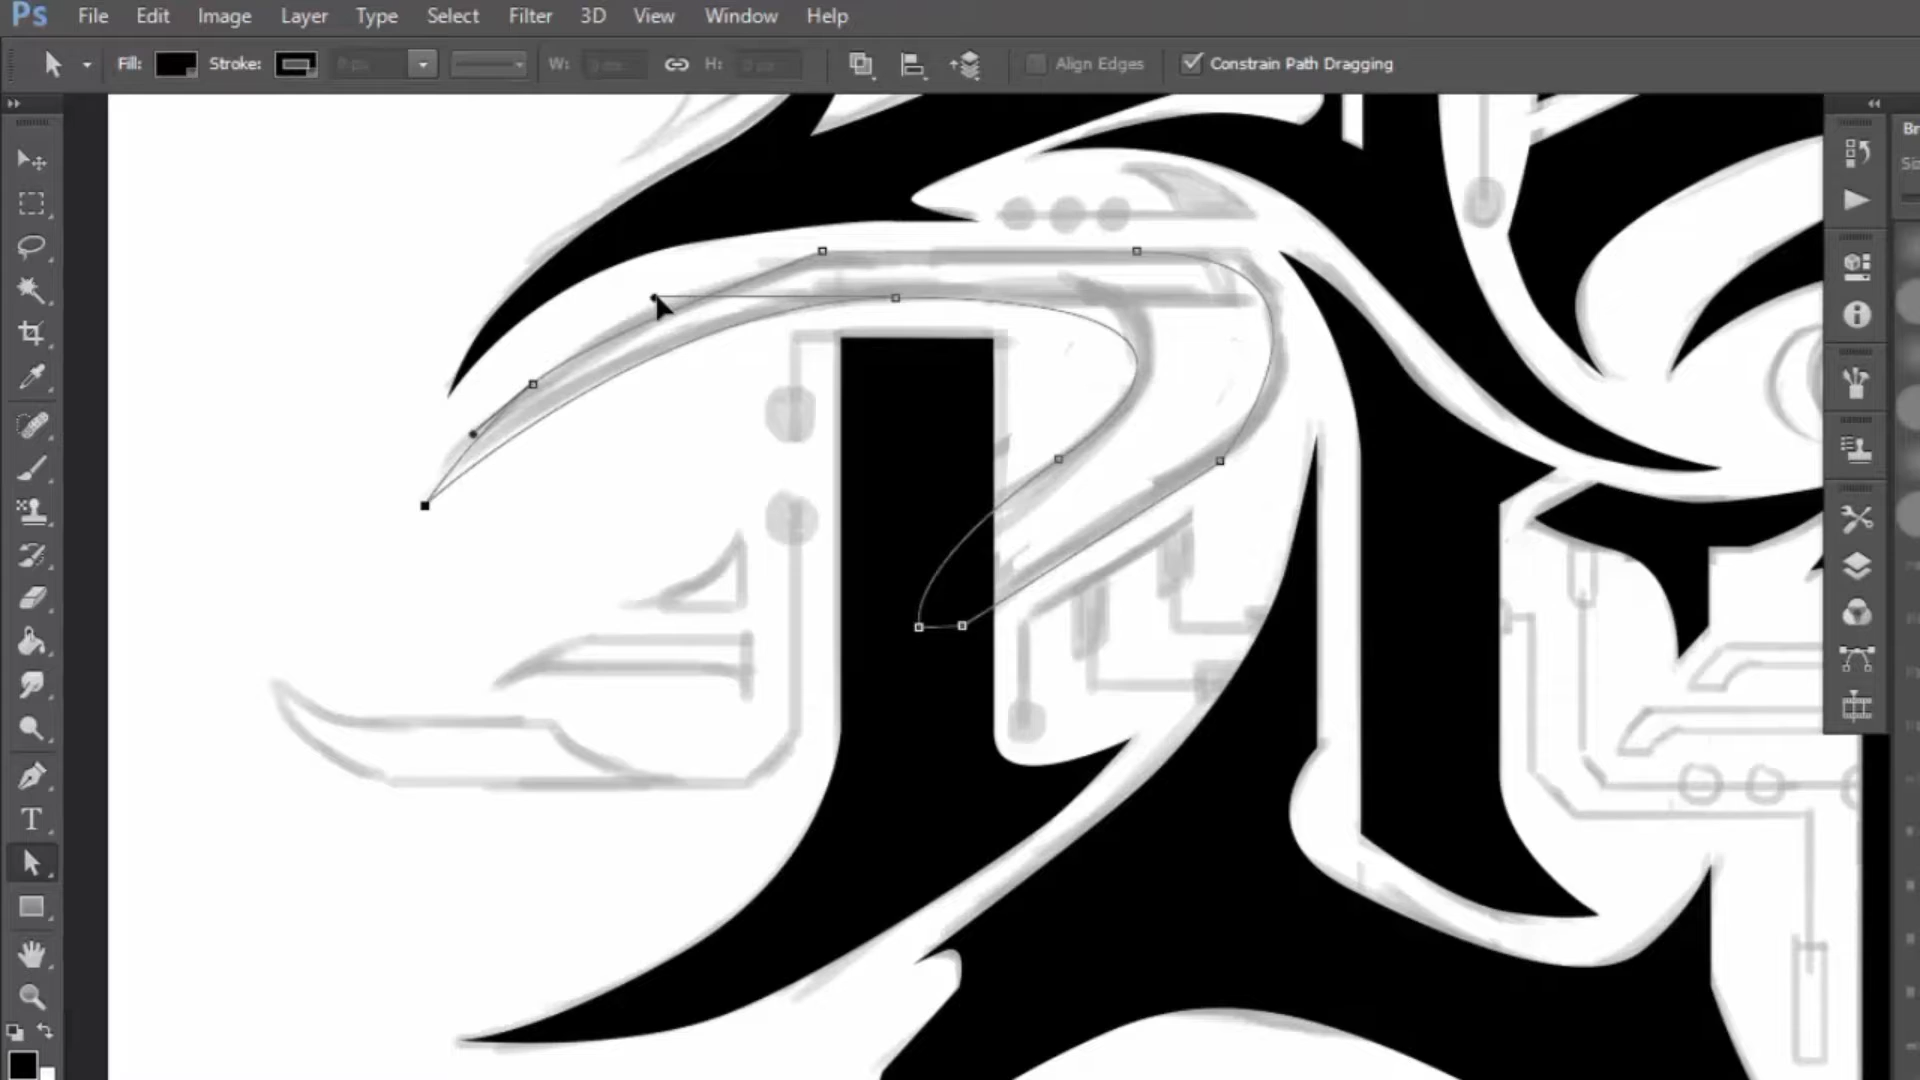 Ps File Edit Image Layer Type Select Filter 3D View Window Help
Fill: Stroke: W: H: Align Edges Constrain Path Dragging
Br